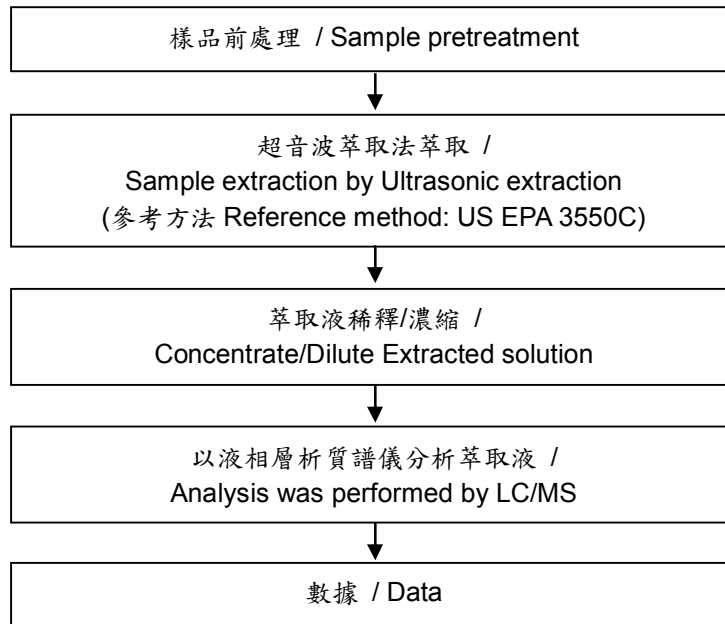 樣品前處理 / Sample pretreatment
超音波萃取法萃取 /
Sample extraction by Ultrasonic extraction
(參考方法 Reference method: US EPA 3550C)
萃取液稀釋/濃縮 /
Concentrate/Dilute Extracted solution
以液相層析質譜儀分析萃取液 /
Analysis was performed by LC/MS
數據 / Data